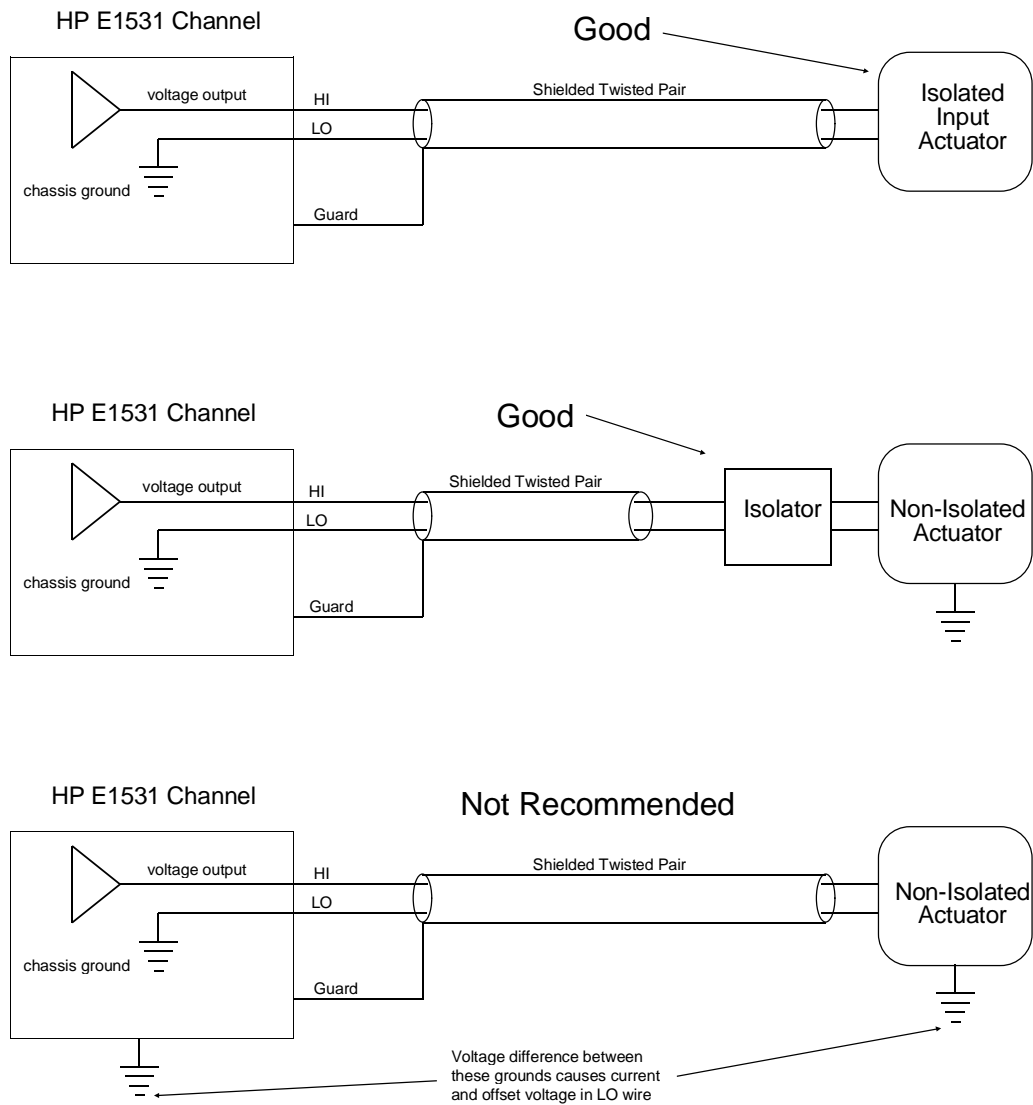 HP E1531 Channel
Good
voltage output
HI
LO
Shielded Twisted Pair
Isolated
Input
Actuator
chassis ground
Guard
HP E1531 Channel
Good
voltage output
HI
LO
Shielded Twisted Pair
Isolator
Non-Isolated
Actuator
chassis ground
Guard
HP E1531 Channel
Not Recommended
voltage output
HI
LO
Shielded Twisted Pair
Non-Isolated
Actuator
chassis ground
Guard
Voltage difference between
these grounds causes current
and offset voltage in LO wire